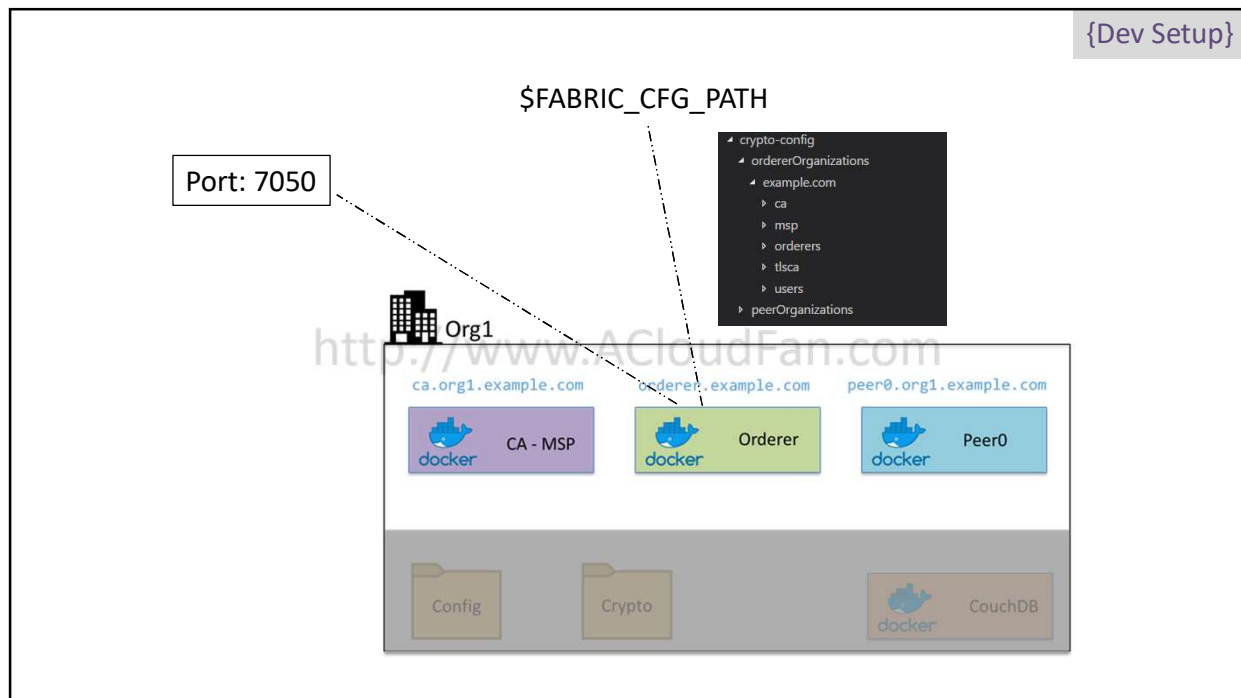 {Dev Setup}
$FABRIC_CFG_PATH
Port: 7050
crypto-config
ordererOrganizations
example.com
ca
msp
orderers
tlsca
users
peerOrganizations
Org1
http://www.ACloudFan.com
ca.org1.example.com
orderer.example.com
peer0.org1.example.com
docker
CA - MSP
docker
Orderer
docker
Peer0
Config
Crypto
docker
CouchDB